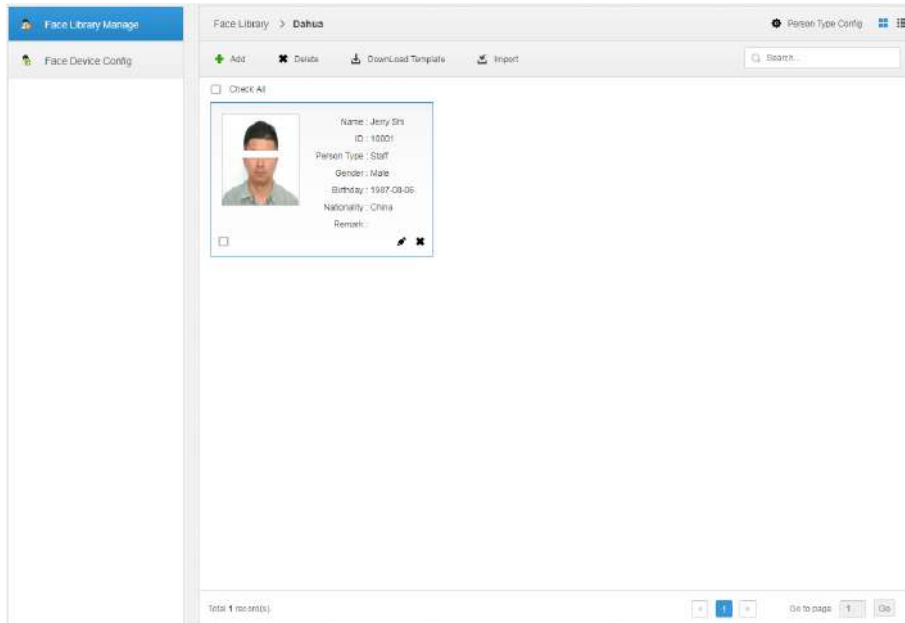 Face Library Manage
Face Device Config
Face Library > Dahua
Person Type Config
Add
Delete
DownLoad Template
Import
Search...
Check All
Name : Jerry Shi
ID : 10001
Person Type : Staff
Gender : Male
Birthday : 1987-08-06
Nationality : China
Remark :
Total 1 record(s)
1
Go to page 1 Go